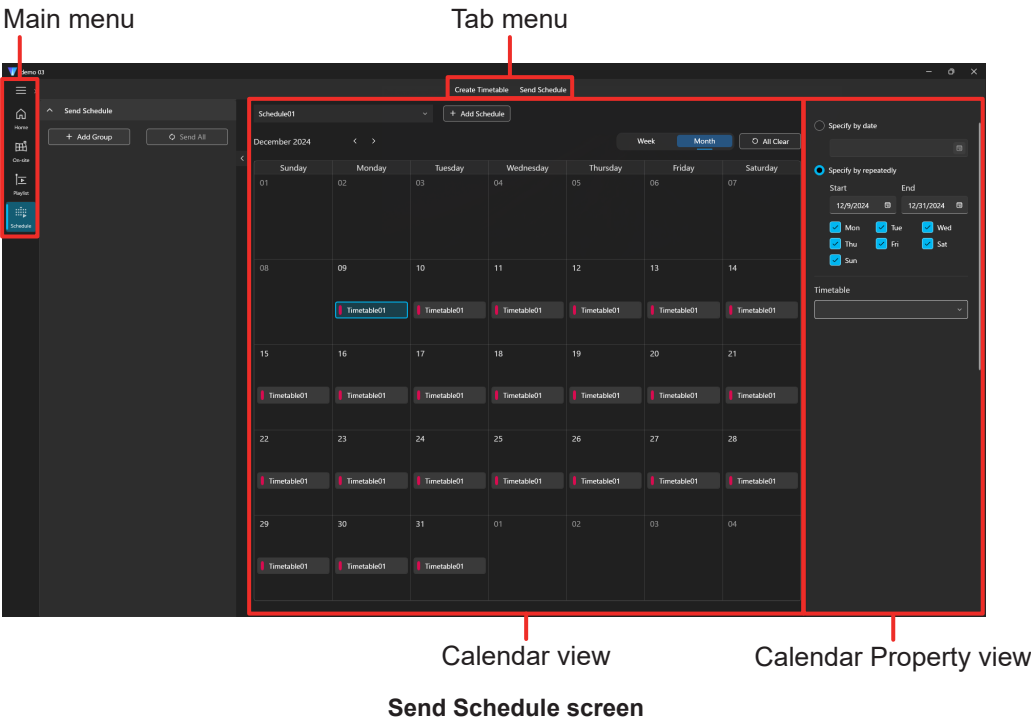 Main menu
Tab menu
demo 03
Create Timetable Send Schedule
Home
On-site
Playlist
Schedule
Send Schedule
+ Add Group
Send All
Schedule01
+ Add Schedule
December 2024
Week Month
All Clear
Sunday Monday Tuesday Wednesday Thursday Friday Saturday
01 02 03 04 05 06 07
08 09 10 11 12 13 14
Timetable01 Timetable01 Timetable01 Timetable01 Timetable01 Timetable01
15 16 17 18 19 20 21
Timetable01 Timetable01 Timetable01 Timetable01 Timetable01 Timetable01 Timetable01
22 23 24 25 26 27 28
Timetable01 Timetable01 Timetable01 Timetable01 Timetable01 Timetable01 Timetable01
29 30 31 01 02 03 04
Timetable01 Timetable01 Timetable01
Specify by date
Specify by repeatedly
Start End
12/9/2024 12/31/2024
Mon Tue Wed
Thu Fri Sat
Sun
Timetable
Calendar view
Calendar Property view
Send Schedule screen